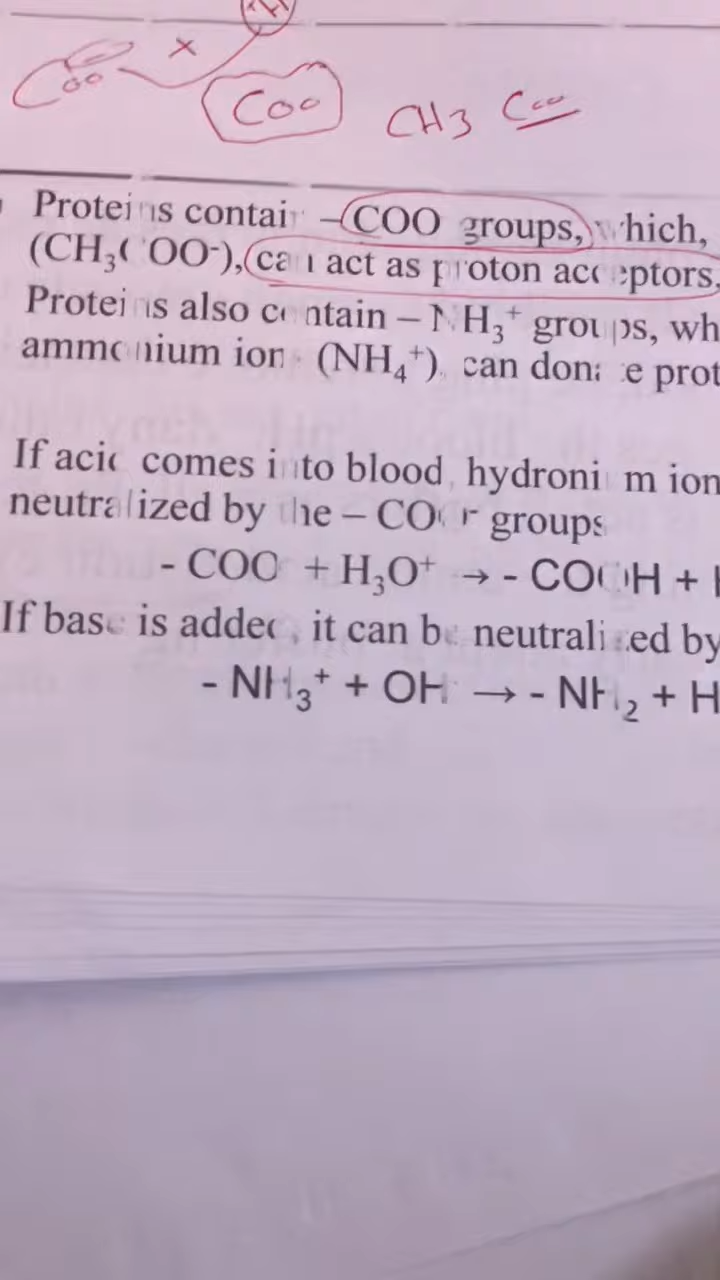 Coo
Coo CH3 Coo
Proteins contain –COO groups, which,
(CH₃COO⁻), can act as proton acceptors.
Proteins also contain – NH₃⁺ groups, wh
ammonium ion (NH₄⁺) can donate prot
If acid comes into blood, hydronium ion
neutralized by the – COO⁻ groups
- COO + H₃O⁺ → - COOH +
If base is added, it can be neutralized by
- NH₃⁺ + OH → - NH₂ + H